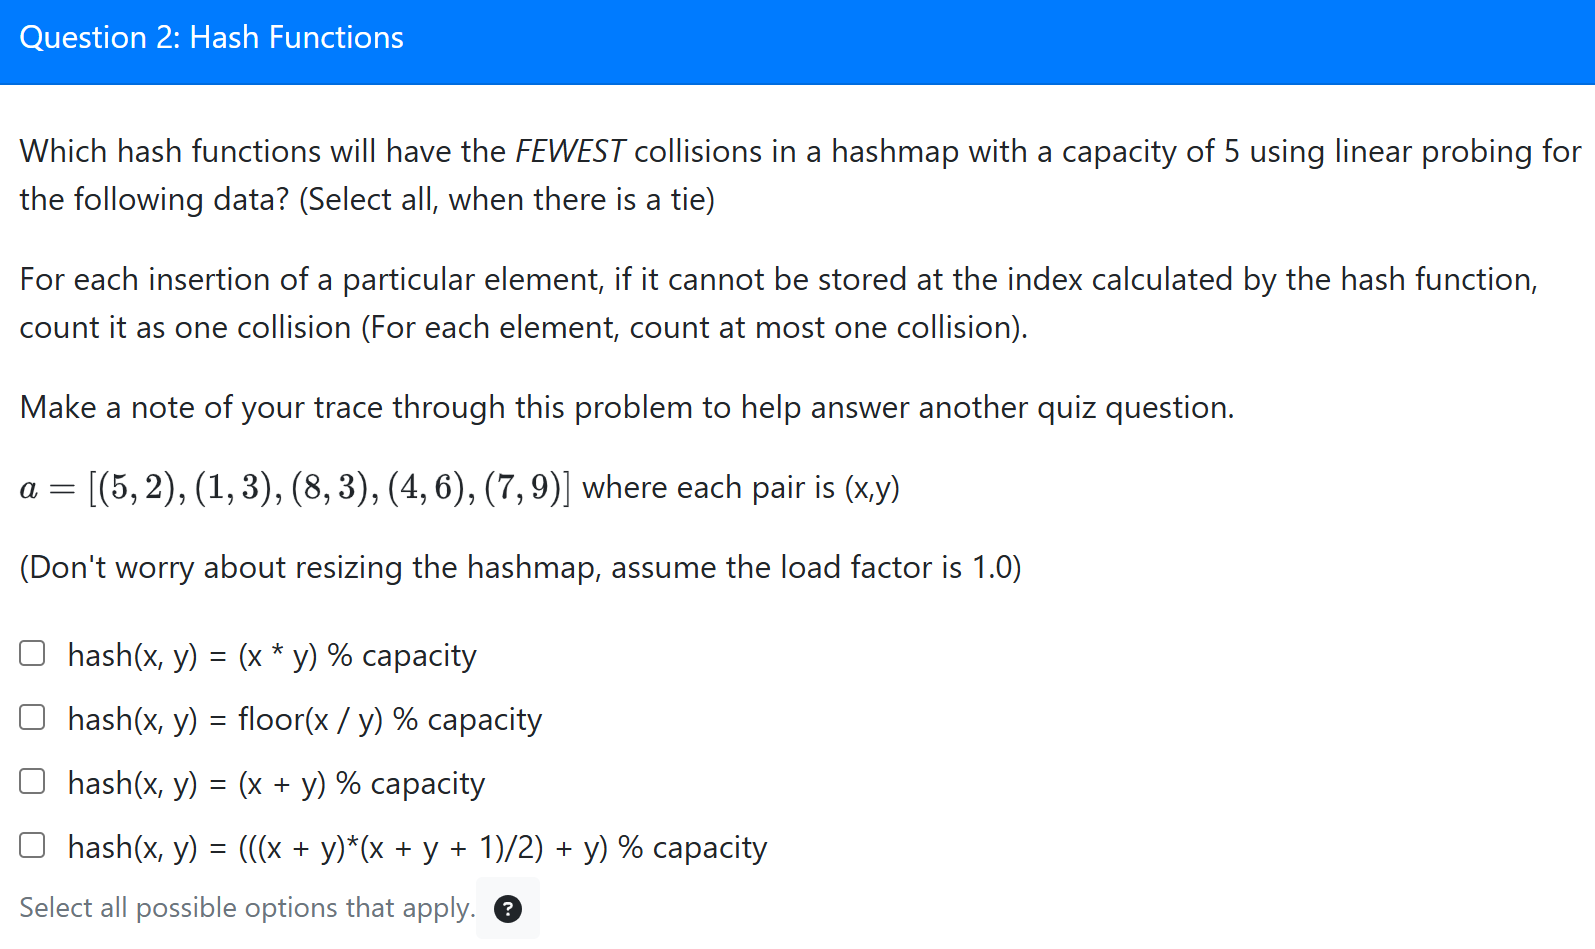 Question 2: Hash Functions
Which hash functions will have the FEWEST collisions in a hashmap with a capacity of 5 using linear probing for
the following data? (Select all, when there is a tie)
For each insertion of a particular element, if it cannot be stored at the index calculated by the hash function,
count it as one collision (For each element, count at most one collision).
Make a note of your trace through this problem to help answer another quiz question.
a = [(5, 2), (1, 3), (8, 3), (4, 6), (7, 9)] where each pair is (x,y)
(Don't worry about resizing the hashmap, assume the load factor is 1.0)
hash(x, y) = (x * y) % capacity
hash(x, y) = floor(x / y) % capacity
hash(x, y) = (x + y) % capacity
hash(x, y) = (((x + y)*(x + y + 1)/2) + y) % capacity
Select all possible options that apply. ?